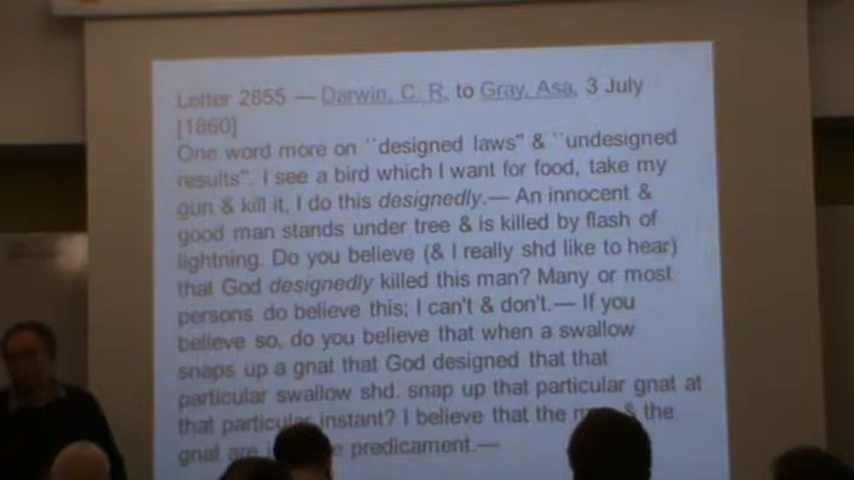 Letter 2855 — Darwin, C. R. to Gray, Asa, 3 July
[1860]
One word more on ``designed laws" & ``undesigned
results". I see a bird which I want for food, take my
gun & kill it, I do this designedly.— An innocent &
good man stands under tree & is killed by flash of
lightning. Do you believe (& I really shd like to hear)
that God designedly killed this man? Many or most
persons do believe this; I can't & don't.— If you
believe so, do you believe that when a swallow
snaps up a gnat that God designed that that
particular swallow shd. snap up that particular gnat at
that particular instant? I believe that the & the
gnat are predicament.—